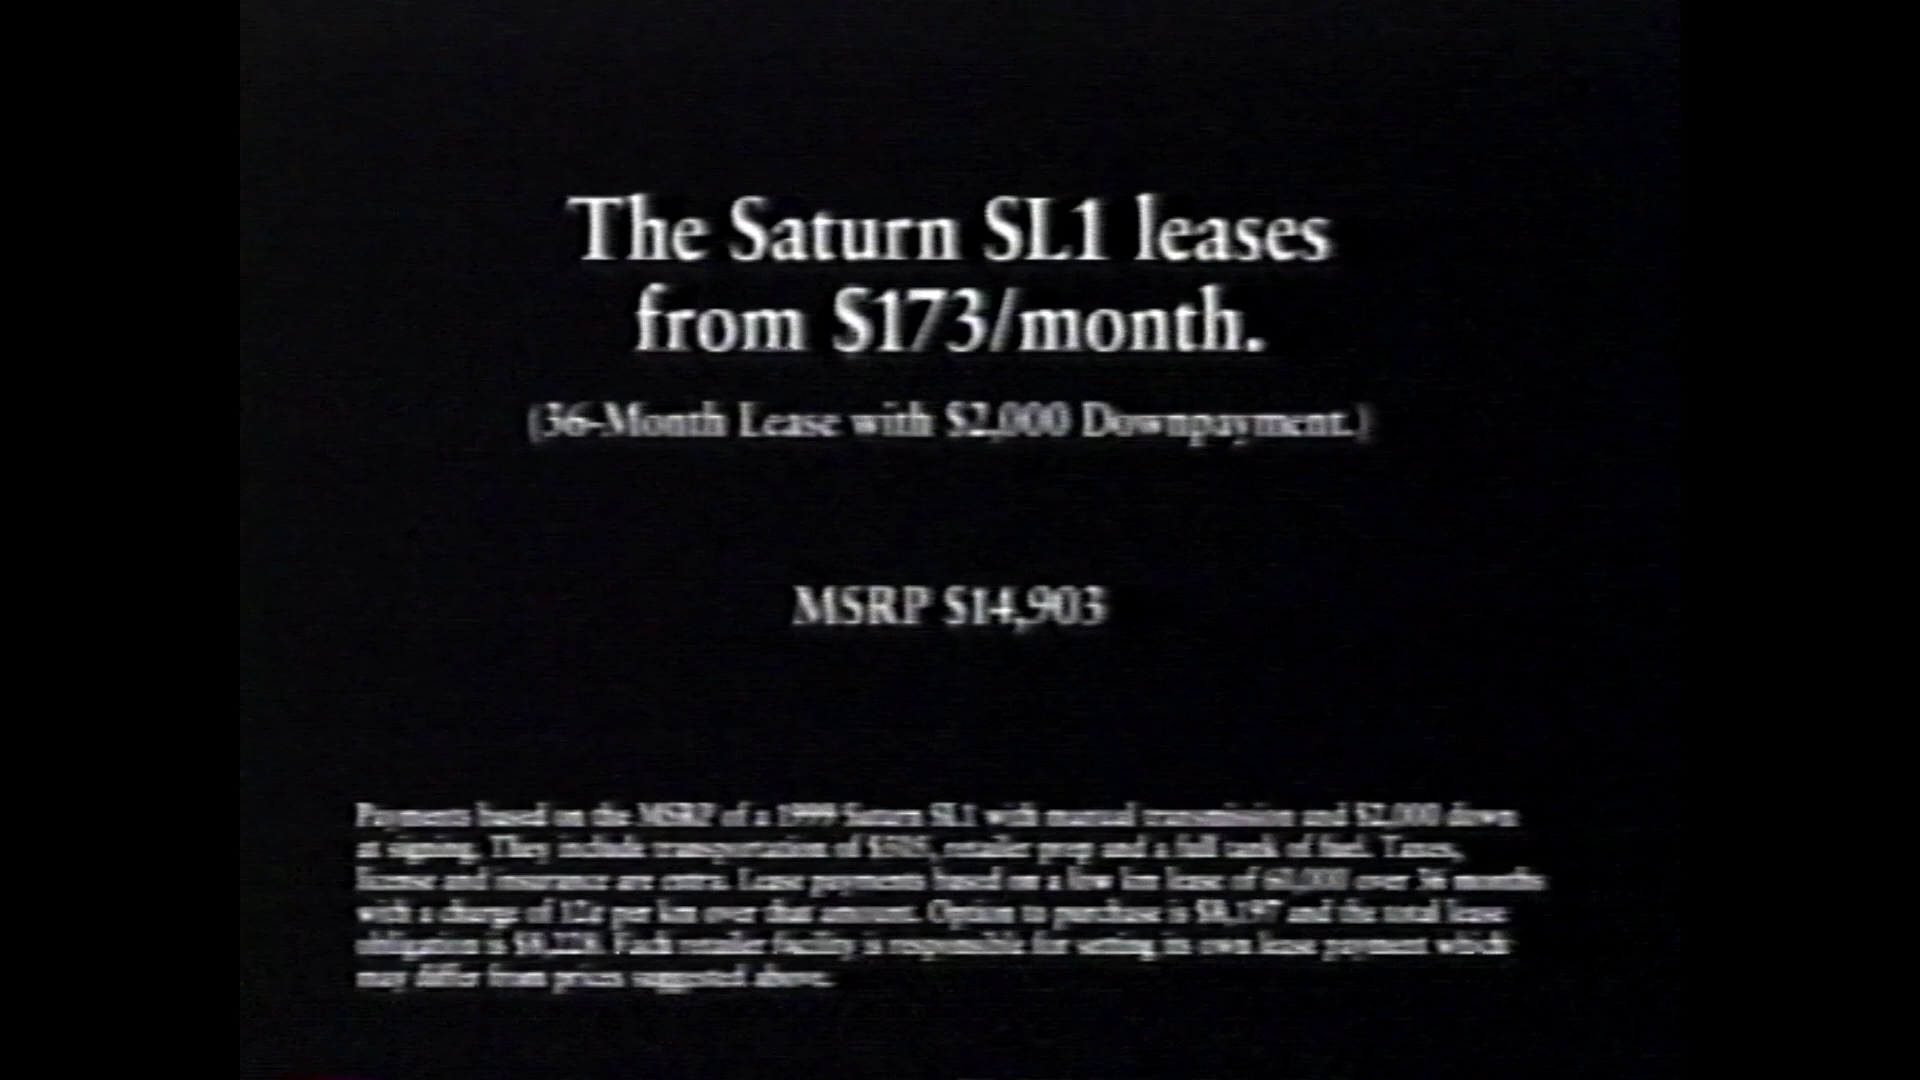 The Saturn SL1 leases
from $173/month.
(36-Month Lease with $2,000 Downpayment.)
MSRP $14,903
Payments based on the MSRP of a 1999 Saturn SL1 with manual transmission and $2,000 down
at signing. They include transportation of retailer prep and a full tank of fuel. Taxes,
license and insurance are extra. Lease payments based on a low km lease of 60,000 over 36 months
with a charge of 12¢ per km over that amount. Option to purchase is and the total lease
obligation is $8,228. Each retailer facility is responsible for setting its own lease payment which
may differ from prices suggested above.